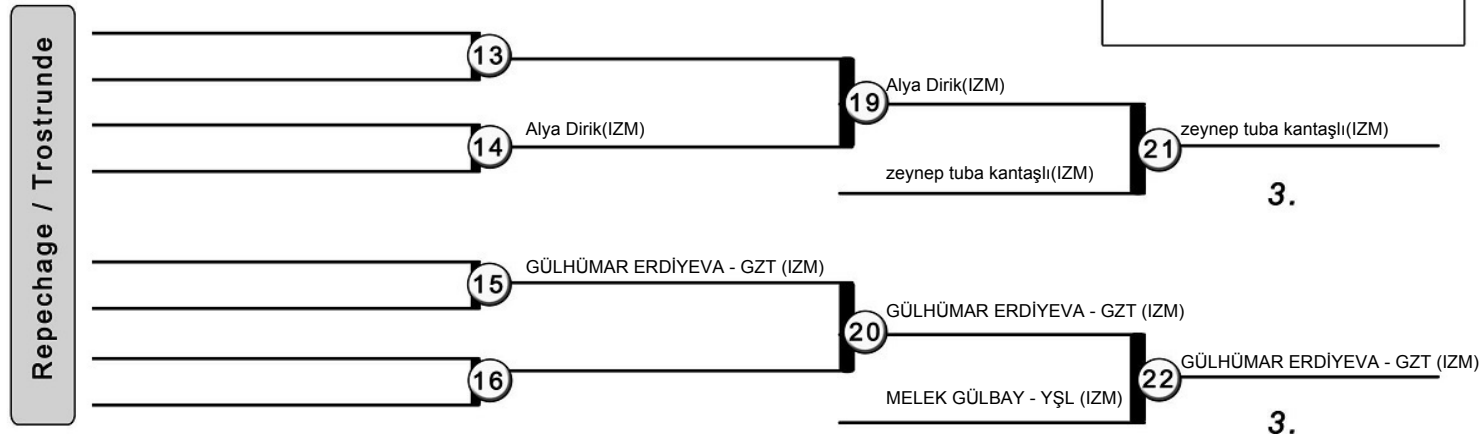 Repechage / Trostrunde
13
19
Alya Dirik(IZM)
14
Alya Dirik(IZM)
21
zeynep tuba kantaşlı(IZM)
zeynep tuba kantaşlı(IZM)
3.
15
GÜLHÜMAR ERDİYEVA - GZT (IZM)
20
GÜLHÜMAR ERDİYEVA - GZT (IZM)
16
22
GÜLHÜMAR ERDİYEVA - GZT (IZM)
MELEK GÜLBAY - YŞL (IZM)
3.